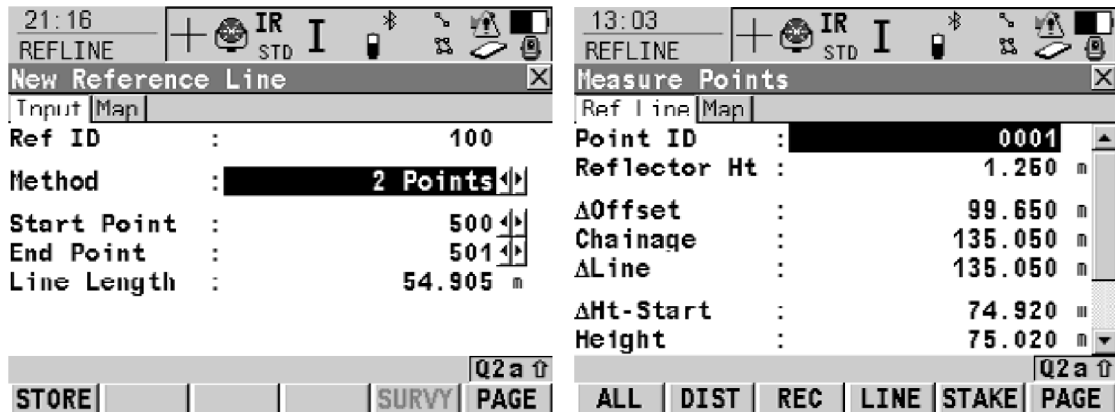 21:16
REFLINE
IR
STD
I
New Reference Line
Input Map
Ref ID : 100
Method : 2 Points
Start Point : 500
End Point : 501
Line Length : 54.905 m
Q2a
STORE SURVY PAGE
13:03
REFLINE
IR
STD
I
Measure Points
Ref Line Map
Point ID : 0001
Reflector Ht : 1.260 m
ΔOffset : 99.650 m
Chainage : 135.050 m
ΔLine : 135.050 m
ΔHt-Start : 74.920 m
Height : 75.020 m
Q2a
ALL DIST REC LINE STAKE PAGE